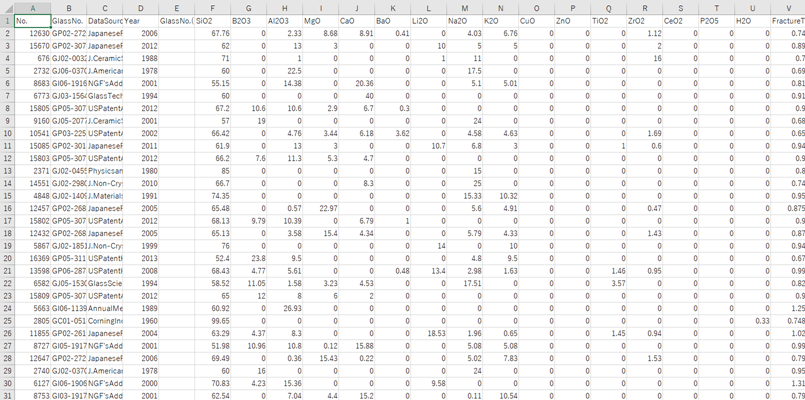 A B C D E F G H I J K L M N O P Q R S T U V
1 No. GlassNo. DataSourc Year GlassNo.( SiO2 B2O3 Al2O3 MgO CaO BaO Li2O Na2O K2O CuO ZnO TiO2 ZrO2 CeO2 P2O5 H2O FractureT
2 12630 GP02-272 JapaneseF 2006 67.76 0 2.33 8.68 8.91 0.41 0 4.03 6.76 0 0 0 1.12 0 0 0 0.74
3 15670 GP02-307 JapaneseF 2012 62 0 13 3 0 0 10 5 5 0 0 0 2 0 0 0 0.89
4 676 GJ02-0032 J.CeramicS 1988 71 0 1 0 0 0 1 11 0 0 0 0 16 0 0 0 0.7
5 2732 GJ06-0370 J.American 1978 60 0 22.5 0 0 0 0 17.5 0 0 0 0 0 0 0 0 0.69
6 8683 GI06-1916 NGF'sAdd 2001 55.15 0 14.38 0 20.36 0 0 5.1 5.01 0 0 0 0 0 0 0 0.81
7 6773 GJ03-1564 GlassTech 1994 60 0 0 0 40 0 0 0 0 0 0 0 0 0 0 0 0.91
8 15805 GP05-307 USPatentA 2012 67.2 10.6 10.6 2.9 6.7 0.3 0 0 0 0 0 0 0 0 0 0 0.9
9 9160 GJ05-2077 J.CeramicS 2001 57 19 0 0 0 0 0 24 0 0 0 0 0 0 0 0 0.68
10 10541 GP03-225 USPatentA 2002 66.42 0 4.76 3.44 6.18 3.62 0 4.58 4.63 0 0 0 1.69 0 0 0 0.65
11 15085 GP02-301 JapaneseF 2011 61.9 0 13 3 0 0 10.7 6.8 3 0 0 1 0.6 0 0 0 0.94
12 15803 GP05-307 USPatentA 2012 66.2 7.6 11.3 5.3 4.7 0 0 0 0 0 0 0 0 0 0 0 0.9
13 2371 GJ02-0455 Physicsan 1980 85 0 0 0 0 0 0 15 0 0 0 0 0 0 0 0 0.8
14 14551 GJ02-2980 J.Non-Cry 2010 66.7 0 0 0 8.3 0 0 25 0 0 0 0 0 0 0 0 0.74
15 4848 GJ02-1409 J.Material 1991 74.35 0 0 0 0 0 0 15.33 10.32 0 0 0 0 0 0 0 0.95
16 12457 GP02-268 JapaneseF 2005 65.48 0 0.57 22.97 0 0 0 5.6 4.91 0 0 0 0.47 0 0 0 0.875
17 15802 GP05-307 USPatentA 2012 68.13 9.79 10.39 0 6.79 1 0 0 0 0 0 0 0 0 0 0 0.9
18 12432 GP02-268 JapaneseF 2005 65.13 0 3.58 15.4 4.34 0 0 5.79 4.33 0 0 0 1.43 0 0 0 0.87
19 5867 GJ02-1851 J.Non-Cry 1999 76 0 0 0 0 0 14 0 10 0 0 0 0 0 0 0 0.94
20 16369 GP05-311 USPatentA 2013 52.4 23.8 9.5 0 0 0 0 4.8 9.5 0 0 0 0 0 0 0 0.67
21 13598 GP06-287 USPatentH 2008 68.43 4.77 5.61 0 0 0.48 13.4 2.98 1.63 0 0 1.46 0.95 0 0 0 0.99
22 6582 GJ05-1530 GlassScie 1994 58.52 11.05 1.58 3.23 4.53 0 0 17.51 0 0 0 3.57 0 0 0 0 0.82
23 15809 GP05-307 USPatentA 2012 65 12 8 6 2 0 0 0 0 0 0 0 0 0 0 0 0.9
24 5663 GI06-1139 AnnualMe 1989 60.92 0 26.93 0 0 0 0 0 0 0 0 0 0 0 0 0 1.25
25 2805 GC01-051 CorningIn 1960 99.65 0 0 0 0 0 0 0 0 0 0 0 0 0 0 0.33 0.748
26 11855 GP02-261 JapaneseF 2004 63.29 4.37 8.3 0 0 0 18.53 1.96 0.65 0 0 1.45 0.94 0 0 0 1.02
27 8727 GI05-1917 NGF'sAdd 2001 51.98 10.96 10.8 0.12 15.88 0 0 5.08 5.08 0 0 0 0 0 0 0 0.99
28 12647 GP02-272 JapaneseF 2006 69.49 0 0.36 15.43 0.22 0 0 5.02 7.83 0 0 0 1.53 0 0 0 0.79
29 2740 GJ02-0370 J.American 1978 60 16 0 0 0 0 0 24 0 0 0 0 0 0 0 0 0.95
30 6127 GI06-1906 NGF'sAdd 2000 70.83 4.23 15.36 0 0 0 9.58 0 0 0 0 0 0 0 0 0 1.31
31 8753 GI03-1917 NGF'sAdd 2001 62.54 0 7.04 4.4 15.2 0 0 0.11 10.54 0 0 0 0 0 0 0 0.79